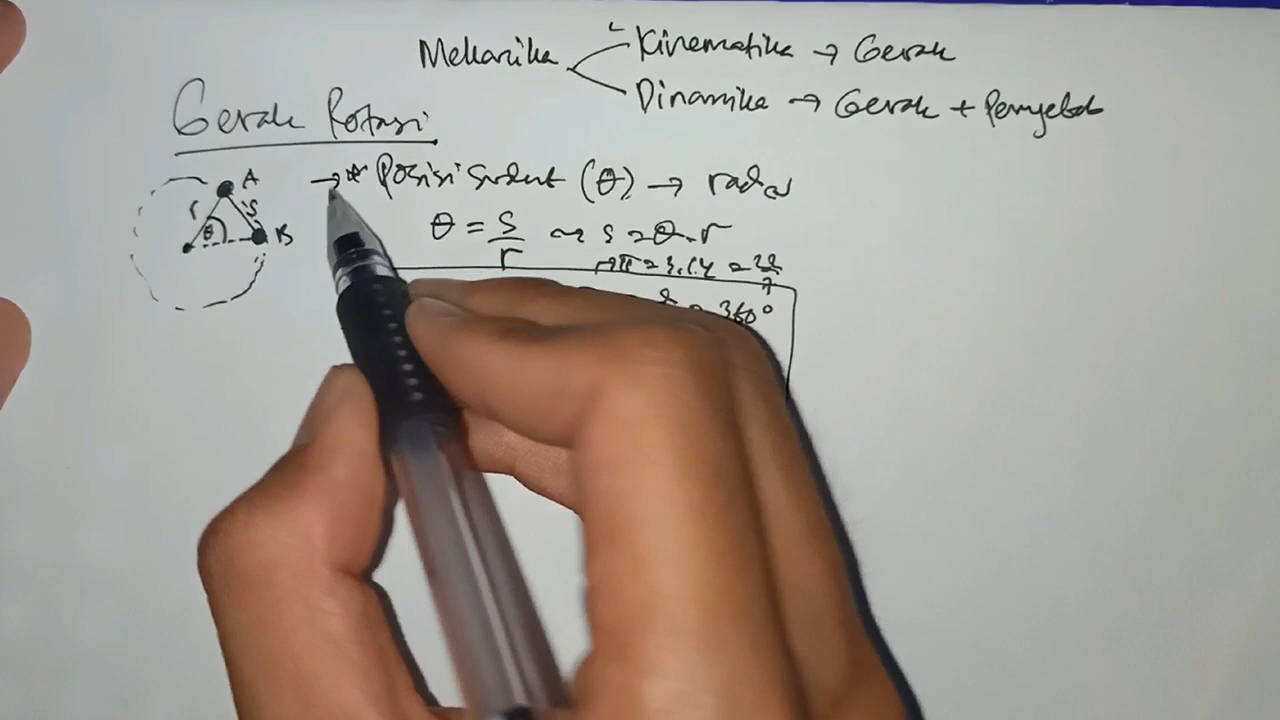 Mekanika
Kinematika → Gerak
Dinamika → Gerak + Penyebab
Gerak Rotasi
A
r
s
θ
B
→ * Posisi sudut (θ) → radian
θ = s/r ~ s = θ.r
→ π = 3.14 = 22/7
= 360°